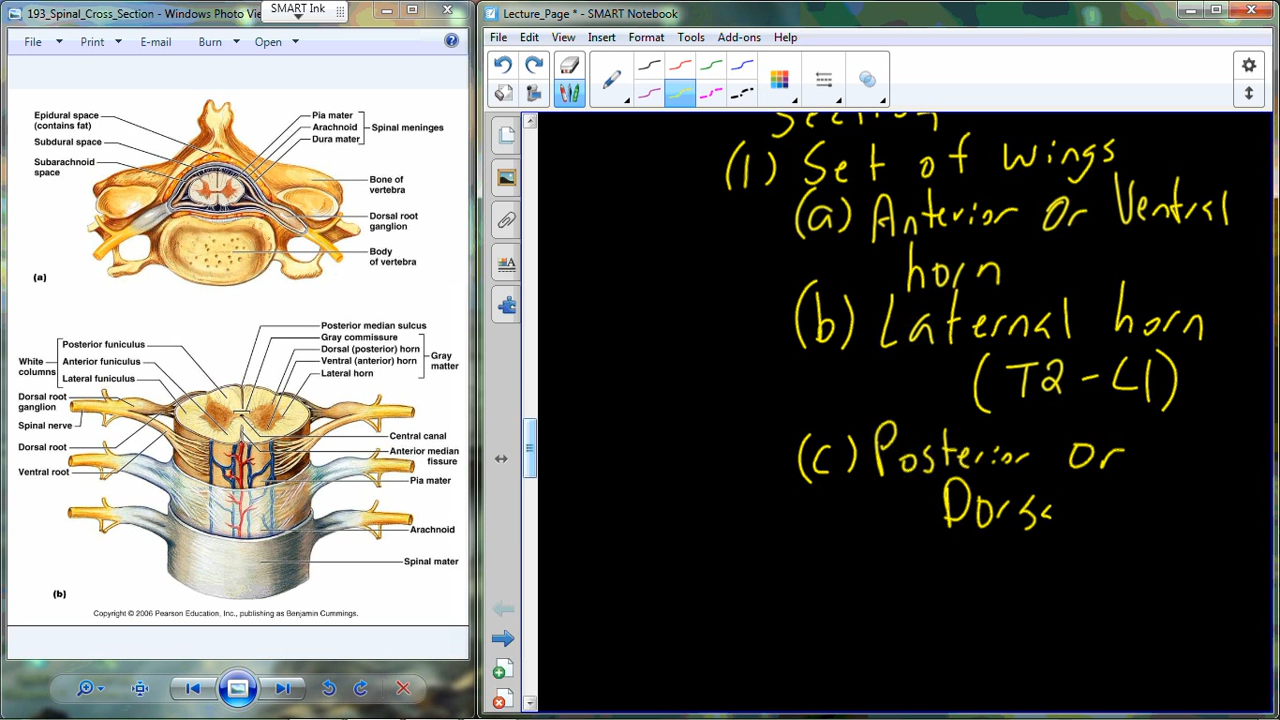 193_Spinal_Cross_Section - Windows Photo Vie
SMART Ink
File Print E-mail Burn Open
Epidural space
(contains fat)
Subdural space
Subarachnoid
space
Pia mater
Arachnoid
Dura mater
Spinal meninges
Bone of
vertebra
Dorsal root
ganglion
Body
of vertebra
(a)
Posterior median sulcus
Gray commissure
Dorsal (posterior) horn
Ventral (anterior) horn
Lateral horn
Gray
matter
White
columns
Posterior funiculus
Anterior funiculus
Lateral funiculus
Dorsal root
ganglion
Spinal nerve
Dorsal root
Ventral root
Central canal
Anterior median
fissure
Pia mater
Arachnoid
Spinal mater
(b)
Copyright © 2006 Pearson Education, Inc., publishing as Benjamin Cummings.
Lecture_Page * - SMART Notebook
File Edit View Insert Format Tools Add-ons Help
Section
(1) Set of wings
(a) Anterior or Ventral
horn
(b) Laternal horn
(T2-L1)
(c) Posterior or
Dorsa